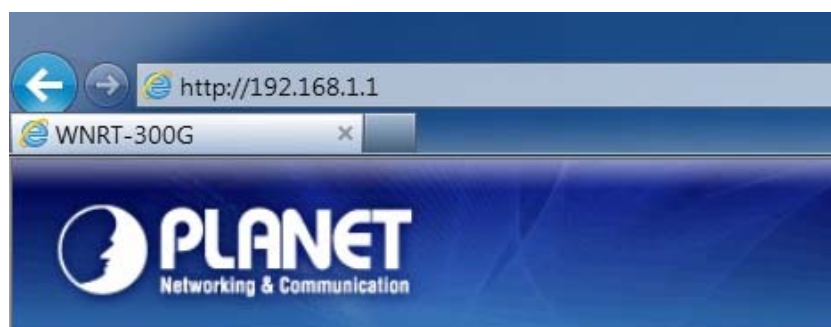 http://192.168.1.1
WNRT-300G
PLANET
Networking & Communication